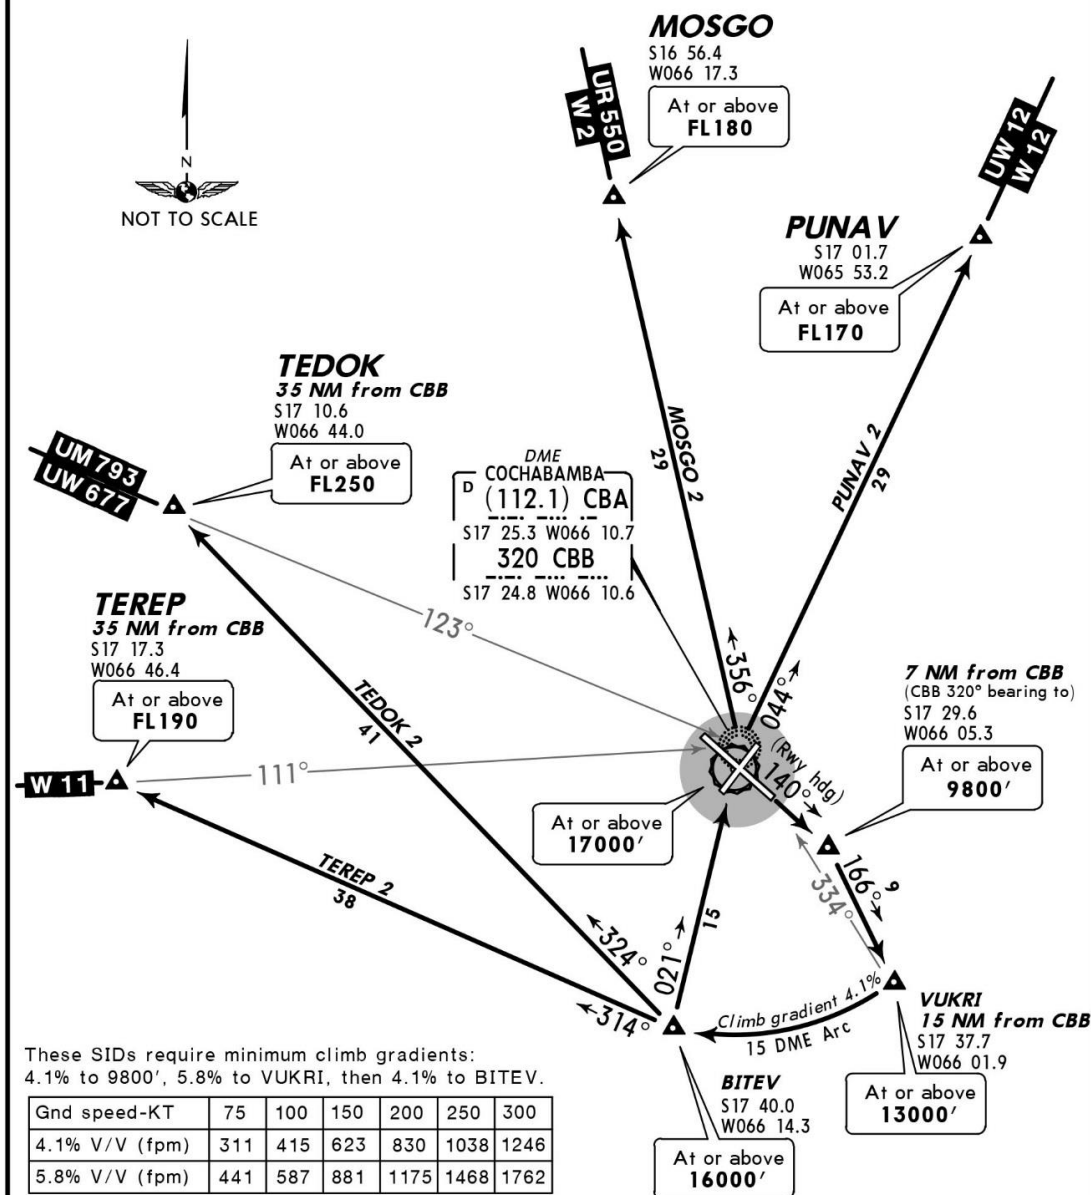 MOSGO
S16 56.4
W066 17.3
At or above
FL180
UR 550
W 2
N
NOT TO SCALE
UW 12
W 12
PUNAV
S17 01.7
W065 53.2
At or above
FL170
TEDOK
35 NM from CBB
S17 10.6
W066 44.0
At or above
FL250
UM 793
UW 677
MOSGO 2
29
PUNAV 2
29
DME
COCHABAMBA
D (112.1) CBA
S17 25.3 W066 10.7
320 CBB
S17 24.8 W066 10.6
TEREP
35 NM from CBB
S17 17.3
W066 46.4
At or above
FL190
W 11
123°
111°
TEDOK 2
41
356°
044°
(Rwy hdg)
140°
7 NM from CBB
(CBB 320° bearing to)
S17 29.6
W066 05.3
At or above
9800'
At or above
17000'
TEREP 2
38
166°
9
334°
15
021°
324°
314°
Climb gradient 4.1%
15 DME Arc
VUKRI
15 NM from CBB
S17 37.7
W066 01.9
At or above
13000'
BITEV
S17 40.0
W066 14.3
At or above
16000'
These SIDs require minimum climb gradients:
4.1% to 9800', 5.8% to VUKRI, then 4.1% to BITEV.
Gnd speed-KT 75 100 150 200 250 300
4.1% V/V (fpm) 311 415 623 830 1038 1246
5.8% V/V (fpm) 441 587 881 1175 1468 1762